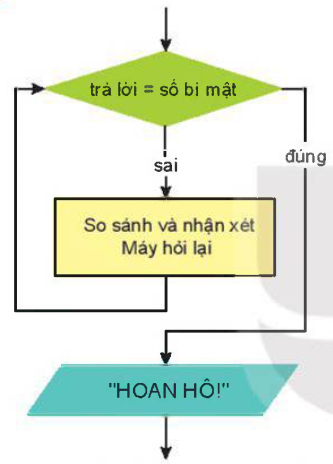 trả lời = số bí mật
sai
đúng
So sánh và nhận xét
Máy hỏi lại
"HOAN HÔ!"